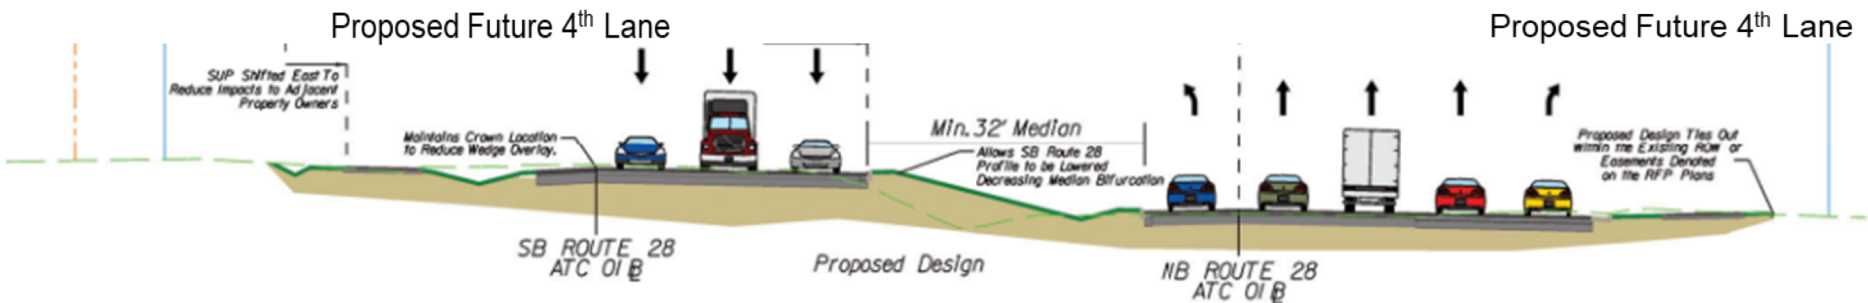 Proposed Future 4th Lane
Proposed Future 4th Lane
SUP Shifted East To
Reduce Impacts to Adjacent
Property Owners
Maintains Crown Location
to Reduce Wedge Overlay.
Min. 32' Median
Allows SB Route 28
Profile to be Lowered
Decreasing Median Bifurcation
Proposed Design Ties Out
within the Existing ROW or
Easements Denoted
on the RFP Plans
SB ROUTE 28
ATC 01 ℄
Proposed Design
NB ROUTE 28
ATC 01 ℄